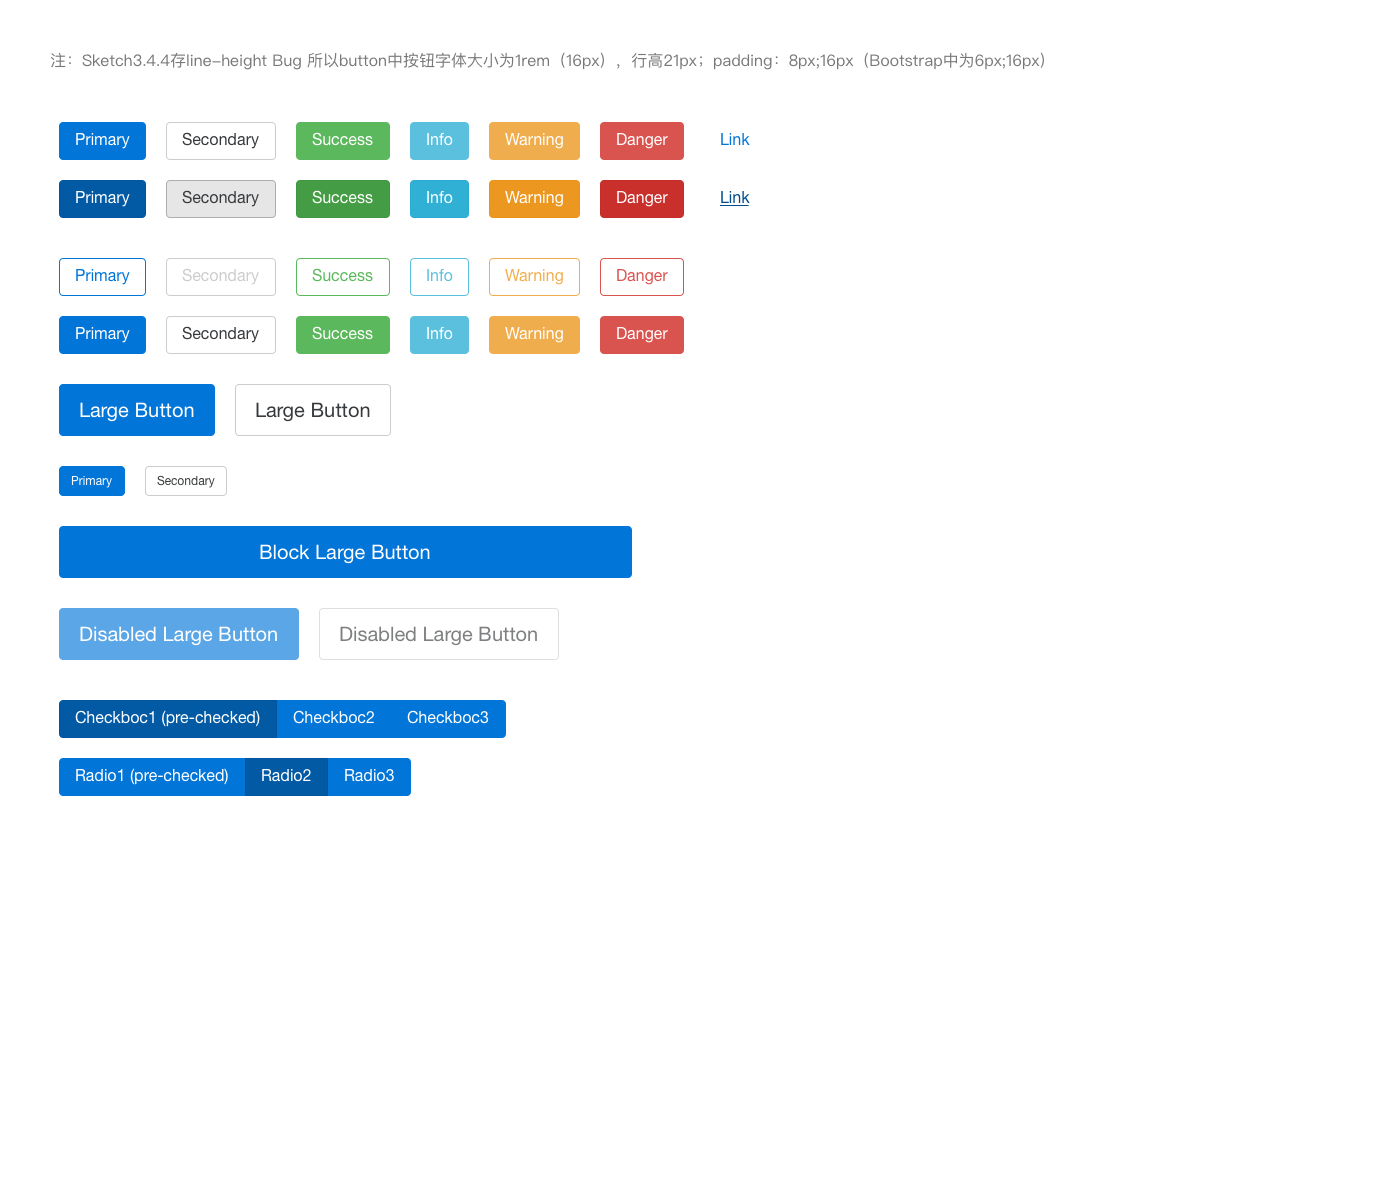 注：Sketch3.4.4存line-height Bug 所以button中按钮字体大小为1rem（16px），行高21px；padding：8px;16px（Bootstrap中为6px;16px）
Primary Secondary Success Info Warning Danger Link
Primary Secondary Success Info Warning Danger Link
Primary Secondary Success Info Warning Danger
Primary Secondary Success Info Warning Danger
Large Button Large Button
Primary Secondary
Block Large Button
Disabled Large Button Disabled Large Button
Checkboc1 (pre-checked) Checkboc2 Checkboc3
Radio1 (pre-checked) Radio2 Radio3